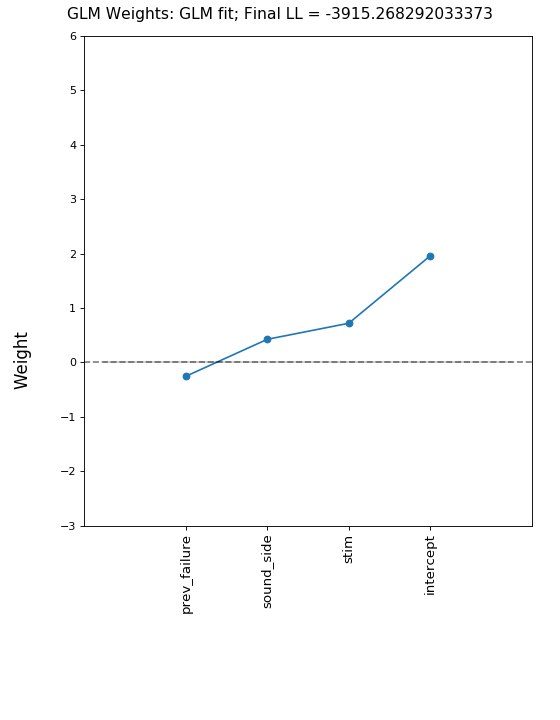 GLM Weights: GLM fit; Final LL = -3915.268292033373
6
5
4
3
2
1
0
−1
−2
−3
Weight
prev_failure
sound_side
stim
intercept